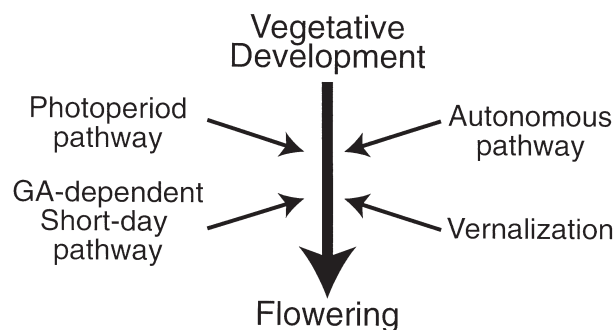 Vegetative
Development
Photoperiod
pathway
Autonomous
pathway
GA-dependent
Short-day
pathway
Vernalization
Flowering